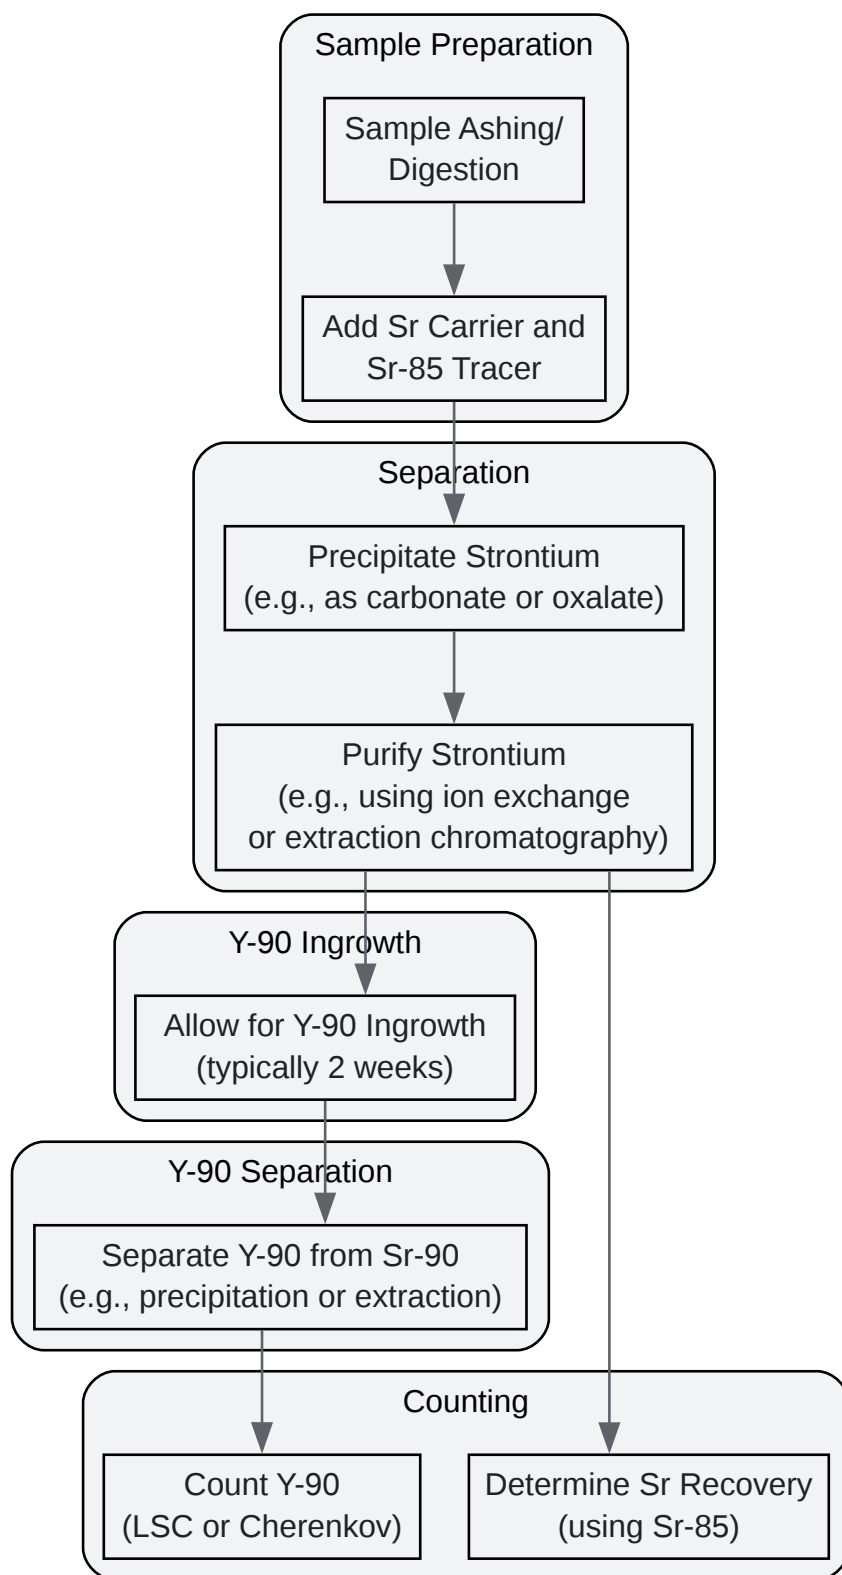 Sample Preparation
Sample Ashing/
Digestion
Add Sr Carrier and
Sr-85 Tracer
Separation
Precipitate Strontium
(e.g., as carbonate or oxalate)
Purify Strontium
(e.g., using ion exchange
or extraction chromatography)
Y-90 Ingrowth
Allow for Y-90 Ingrowth
(typically 2 weeks)
Y-90 Separation
Separate Y-90 from Sr-90
(e.g., precipitation or extraction)
Counting
Count Y-90
(LSC or Cherenkov)
Determine Sr Recovery
(using Sr-85)